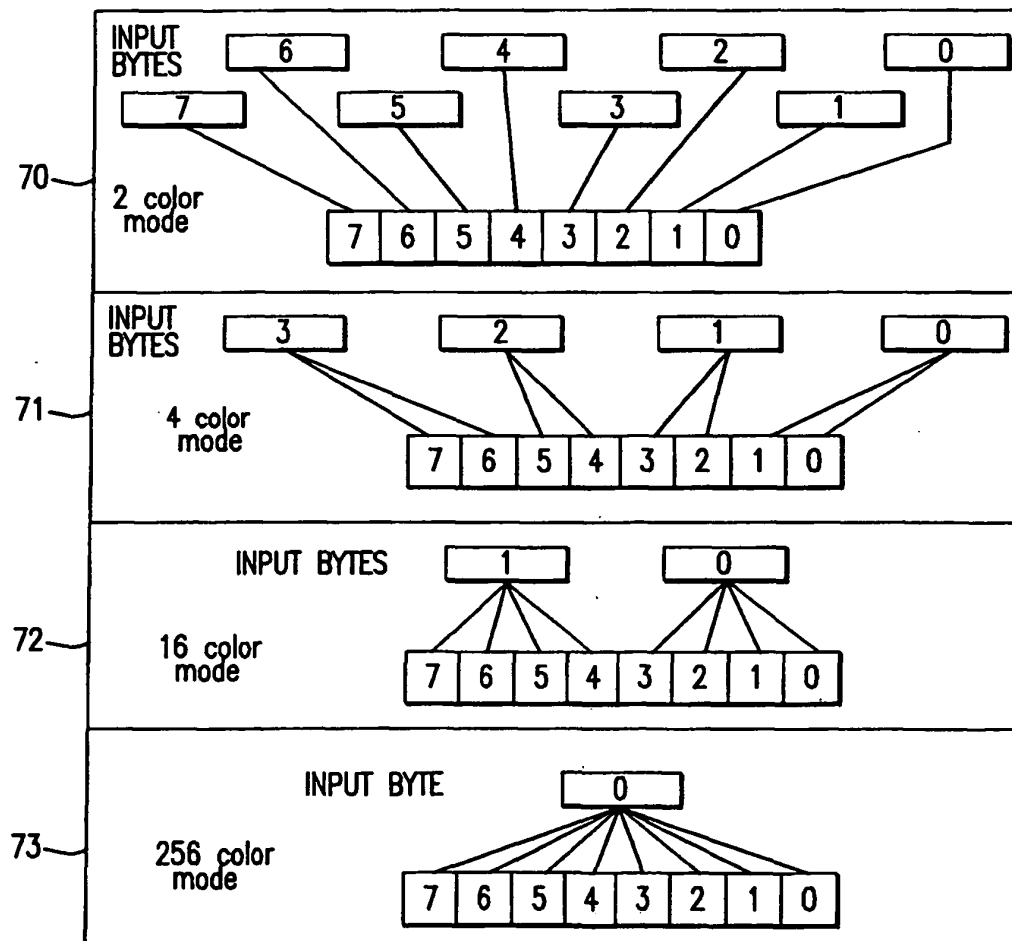 INPUT
BYTES
6 4 2 0
7 5 3 1
70
2 color
mode
7 6 5 4 3 2 1 0
INPUT
BYTES
3 2 1 0
71
4 color
mode
7 6 5 4 3 2 1 0
INPUT BYTES
1 0
72
16 color
mode
7 6 5 4 3 2 1 0
INPUT BYTE
0
73
256 color
mode
7 6 5 4 3 2 1 0